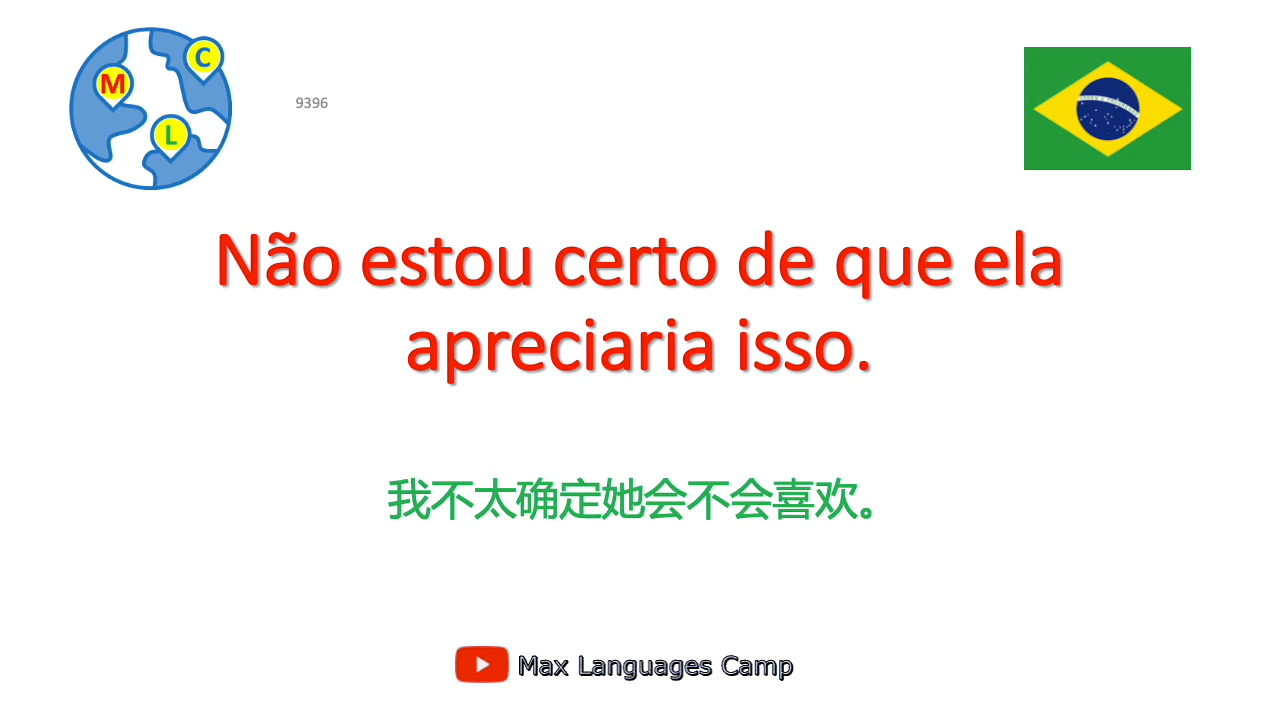 M
C
L
9396
Não estou certo de que ela
apreciaria isso.
我不太确定她会不会喜欢。
Max Languages Camp